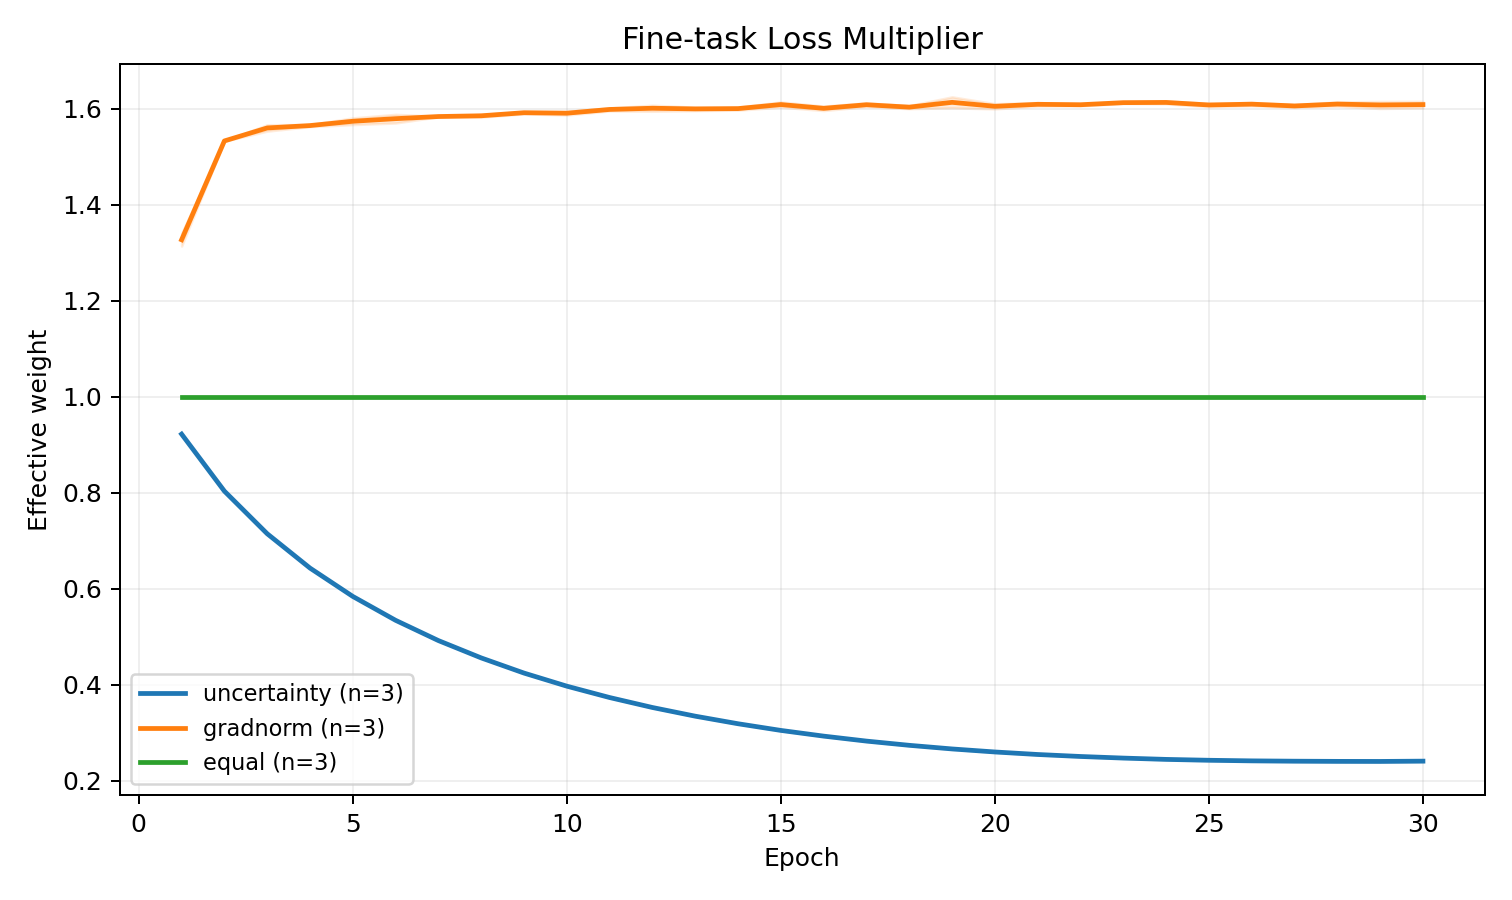 Fine-task Loss Multiplier
Effective weight
1.6
1.4
1.2
1.0
0.8
0.6
0.4
0.2
uncertainty (n=3)
gradnorm (n=3)
equal (n=3)
0 5 10 15 20 25 30
Epoch